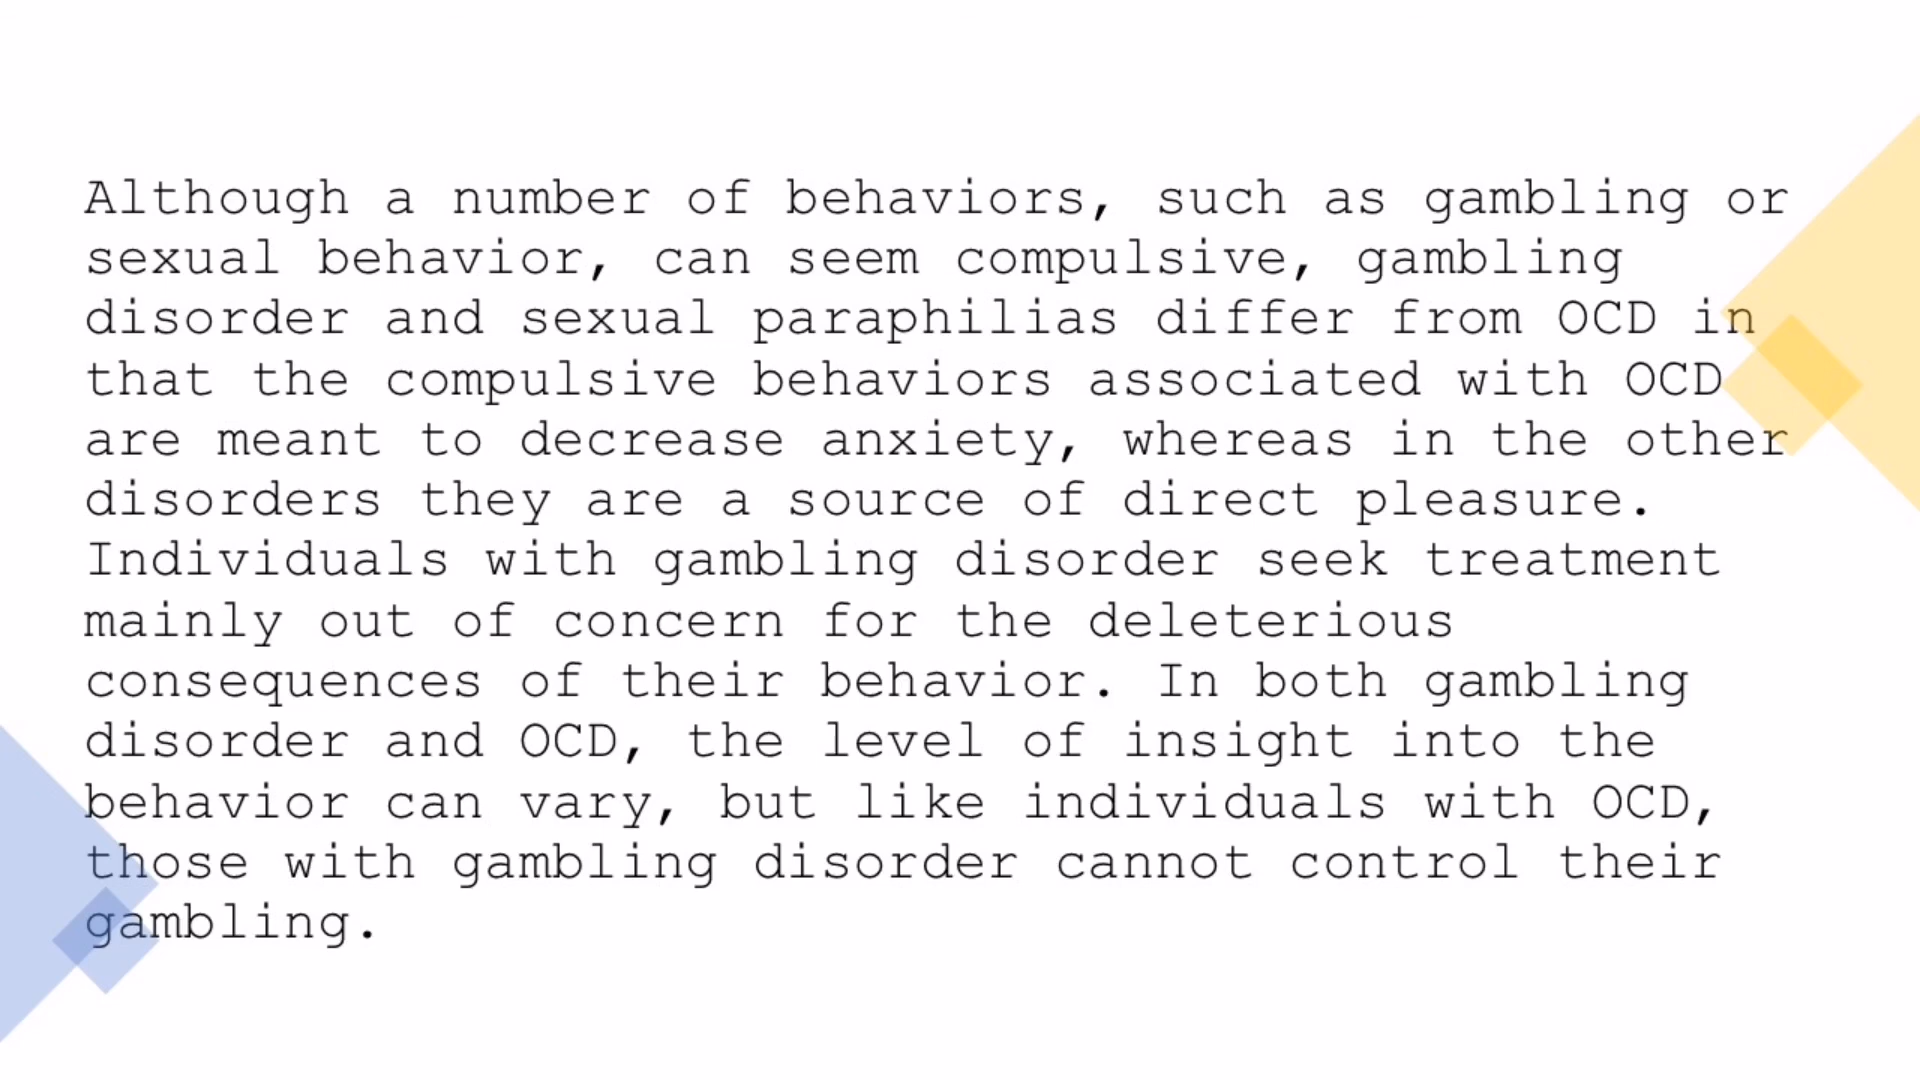 Although a number of behaviors, such as gambling or
sexual behavior, can seem compulsive, gambling
disorder and sexual paraphilias differ from OCD in
that the compulsive behaviors associated with OCD
are meant to decrease anxiety, whereas in the other
disorders they are a source of direct pleasure.
Individuals with gambling disorder seek treatment
mainly out of concern for the deleterious
consequences of their behavior. In both gambling
disorder and OCD, the level of insight into the
behavior can vary, but like individuals with OCD,
those with gambling disorder cannot control their
gambling.